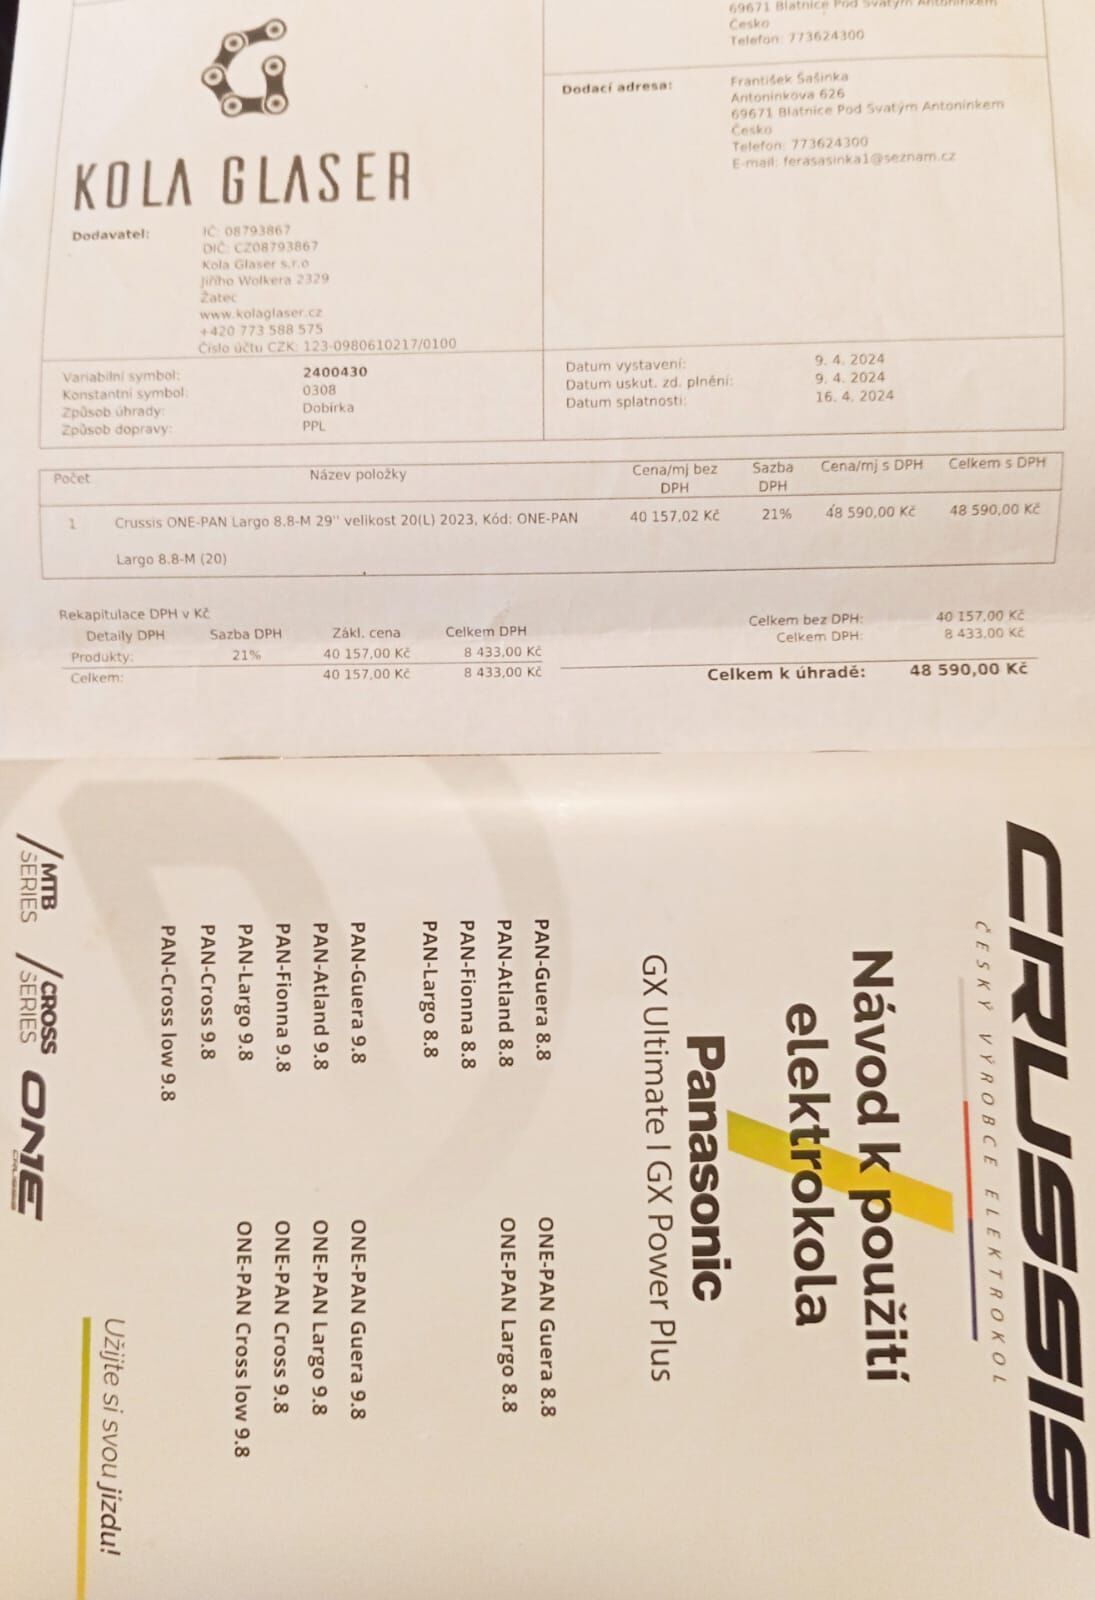 69671 Blatnice Pod Svatým Antonínkem
Česko
Telefon: 773624300
KOLA GLASER
Dodavatel:
IČ: 08793867
DIČ: CZ08793867
Kola Glaser s.r.o
Jiřího Wolkera 2329
Žatec
www.kolaglaser.cz
+420 773 588 575
Číslo účtu CZK: 123-0980610217/0100
Dodací adresa:
František Šašinka
Antonínkova 626
69671 Blatnice Pod Svatým Antonínkem
Česko
Telefon: 773624300
E-mail: ferasasinka1@seznam.cz
Variabilní symbol: 2400430
Konstantní symbol: 0308
Způsob úhrady: Dobírka
Způsob dopravy: PPL
Datum vystavení: 9. 4. 2024
Datum uskut. zd. plnění: 9. 4. 2024
Datum splatnosti: 16. 4. 2024
Počet Název položky Cena/mj bez DPH Sazba DPH Cena/mj s DPH Celkem s DPH
1 Crussis ONE-PAN Largo 8.8-M 29'' velikost 20(L) 2023, Kód: ONE-PAN 40 157,02 Kč 21% 48 590,00 Kč 48 590,00 Kč
Largo 8.8-M (20)
Rekapitulace DPH v Kč
Detaily DPH Sazba DPH Zákl. cena Celkem DPH
Produkty: 21% 40 157,00 Kč 8 433,00 Kč
Celkem: 40 157,00 Kč 8 433,00 Kč
Celkem bez DPH: 40 157,00 Kč
Celkem DPH: 8 433,00 Kč
Celkem k úhradě: 48 590,00 Kč
CRUSSIS
ČESKÝ VÝROBCE ELEKTROKOL
Návod k použití
elektrokola
Panasonic
GX Ultimate | GX Power Plus
PAN-Guera 8.8 ONE-PAN Guera 8.8
PAN-Atland 8.8 ONE-PAN Largo 8.8
PAN-Fionna 8.8
PAN-Largo 8.8
PAN-Guera 9.8 ONE-PAN Guera 9.8
PAN-Atland 9.8 ONE-PAN Largo 9.8
PAN-Fionna 9.8 ONE-PAN Cross 9.8
PAN-Largo 9.8 ONE-PAN Cross low 9.8
PAN-Cross 9.8
PAN-Cross low 9.8
Užijte si svou jízdu!
/MTB SERIES /CROSS SERIES ONE CRUSSIS